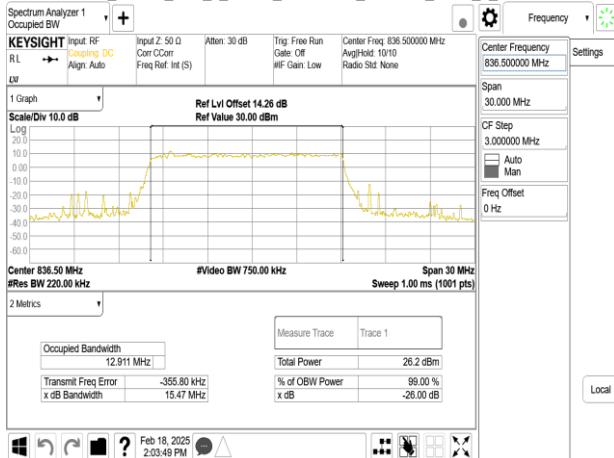 Spectrum Analyzer 1
Occupied BW
+
Frequency
KEYSIGHT
RL
LXI
Input: RF
Coupling: DC
Align: Auto
Input Z: 50 Ω
Corr CCorr
Freq Ref: Int (S)
Atten: 30 dB
Trig: Free Run
Gate: Off
#IF Gain: Low
Center Freq: 836.500000 MHz
Avg|Hold: 10/10
Radio Std: None
Center Frequency
836.500000 MHz
Settings
Span
30.000 MHz
CF Step
3.000000 MHz
Auto
Man
Freq Offset
0 Hz
Local
1 Graph
Scale/Div 10.0 dB
Ref Lvl Offset 14.26 dB
Ref Value 30.00 dBm
Log
20.0
10.0
0.00
-10.0
-20.0
-30.0
-40.0
-50.0
-60.0
Center 836.50 MHz
#Video BW 750.00 kHz
Span 30 MHz
#Res BW 220.00 kHz
Sweep 1.00 ms (1001 pts)
2 Metrics
Measure Trace
Trace 1
Occupied Bandwidth
12.911 MHz
Total Power
26.2 dBm
Transmit Freq Error
-355.80 kHz
% of OBW Power
99.00 %
x dB Bandwidth
15.47 MHz
x dB
-26.00 dB
?
Feb 18, 2025
2:03:49 PM